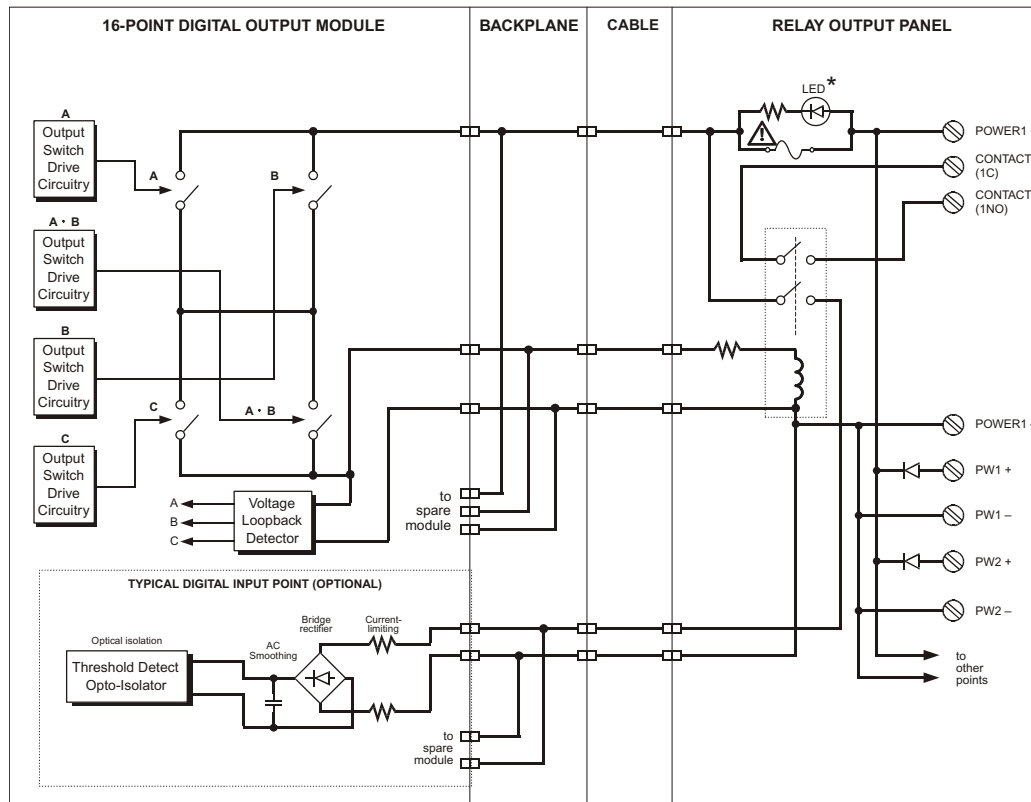 16-POINT DIGITAL OUTPUT MODULE
BACKPLANE
CABLE
RELAY OUTPUT PANEL
LED*
A
Output
Switch
Drive
Circuitry
A
B
POWER1
CONTACT
(1C)
CONTACT
(1NO)
A · B
Output
Switch
Drive
Circuitry
B
Output
Switch
Drive
Circuitry
C
A · B
C
Output
Switch
Drive
Circuitry
A
B
C
Voltage
Loopback
Detector
to
spare
module
POWER1 -
PW1 +
PW1 –
PW2 +
PW2 –
to
other
points
TYPICAL DIGITAL INPUT POINT (OPTIONAL)
Optical isolation
Threshold Detect
Opto-Isolator
AC
Smoothing
Bridge
rectifier
Current-
limiting
to
spare
module